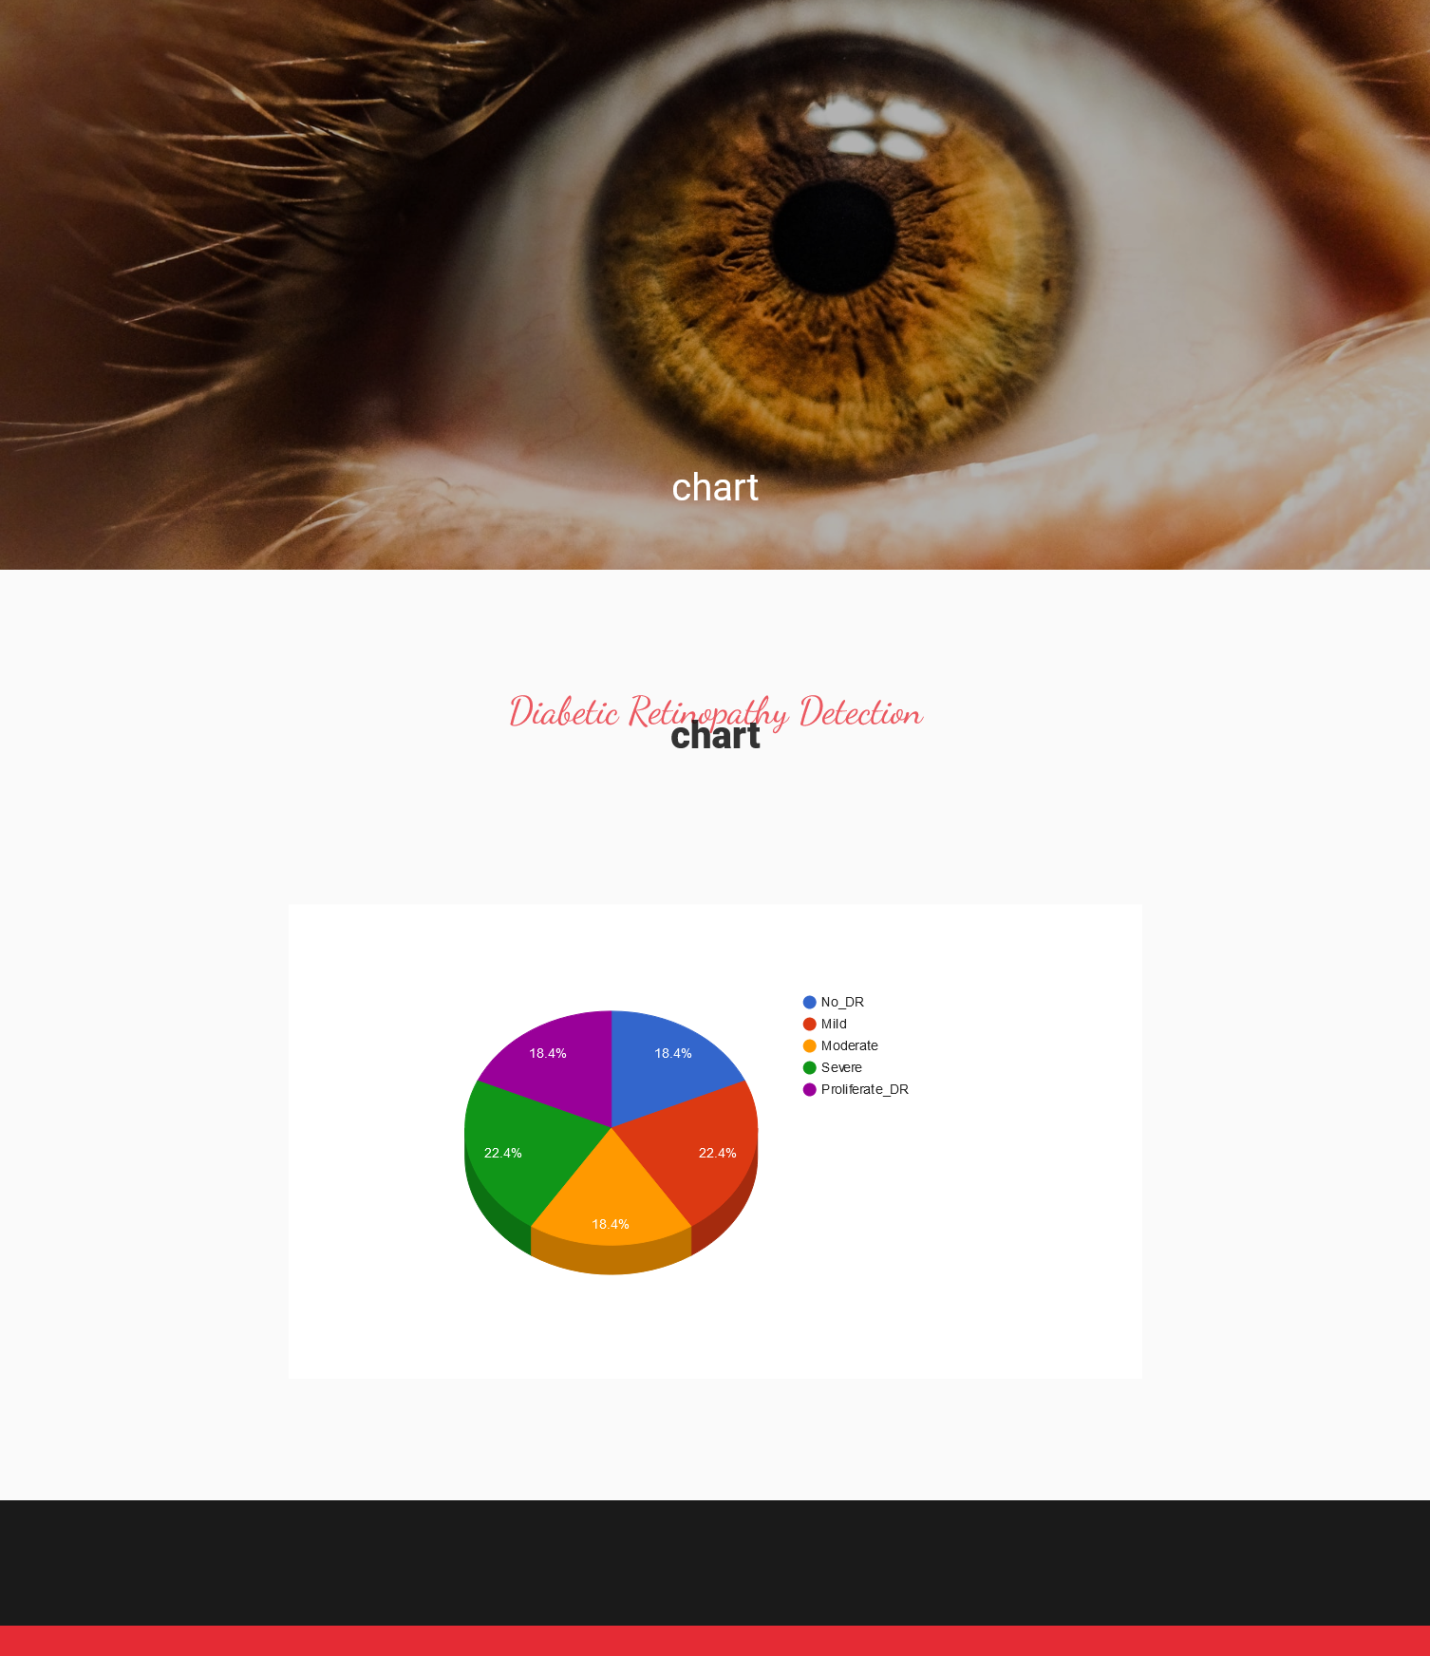 chart
Diabetic Retinopathy Detection
chart
No_DR
Mild
Moderate
Severe
Proliferate_DR
18.4%
18.4%
22.4%
22.4%
18.4%